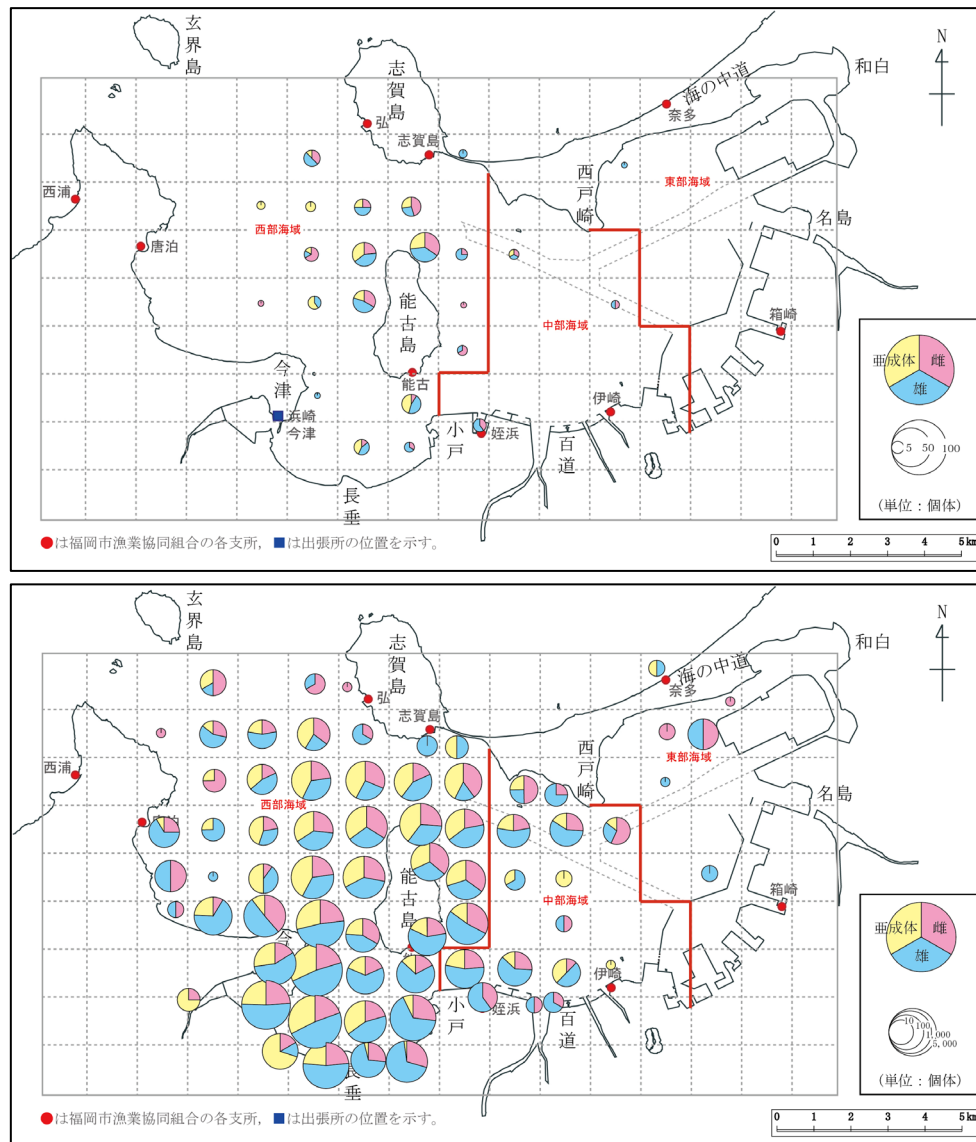 玄界島
志賀島
海の中道
和白
N
弘
志賀島
奈多
西浦
西戸崎
東部海域
名島
西部海域
唐泊
能古島
中部海域
箱崎
今津
能古
伊崎
浜崎
今津
小戸
姪浜
百道
長垂
亜成体
雌
雄
5 50 100
(単位：個体)
●は福岡市漁業協同組合の各支所，■は出張所の位置を示す。
0 1 2 3 4 5km
玄界島
志賀島
海の中道
和白
N
弘
志賀島
奈多
西浦
西戸崎
東部海域
名島
西部海域
能古島
中部海域
箱崎
今
伊崎
小戸
姪浜
百道
長垂
亜成体
雌
雄
10
100
1,000
5,000
(単位：個体)
●は福岡市漁業協同組合の各支所，■は出張所の位置を示す。
0 1 2 3 4 5km